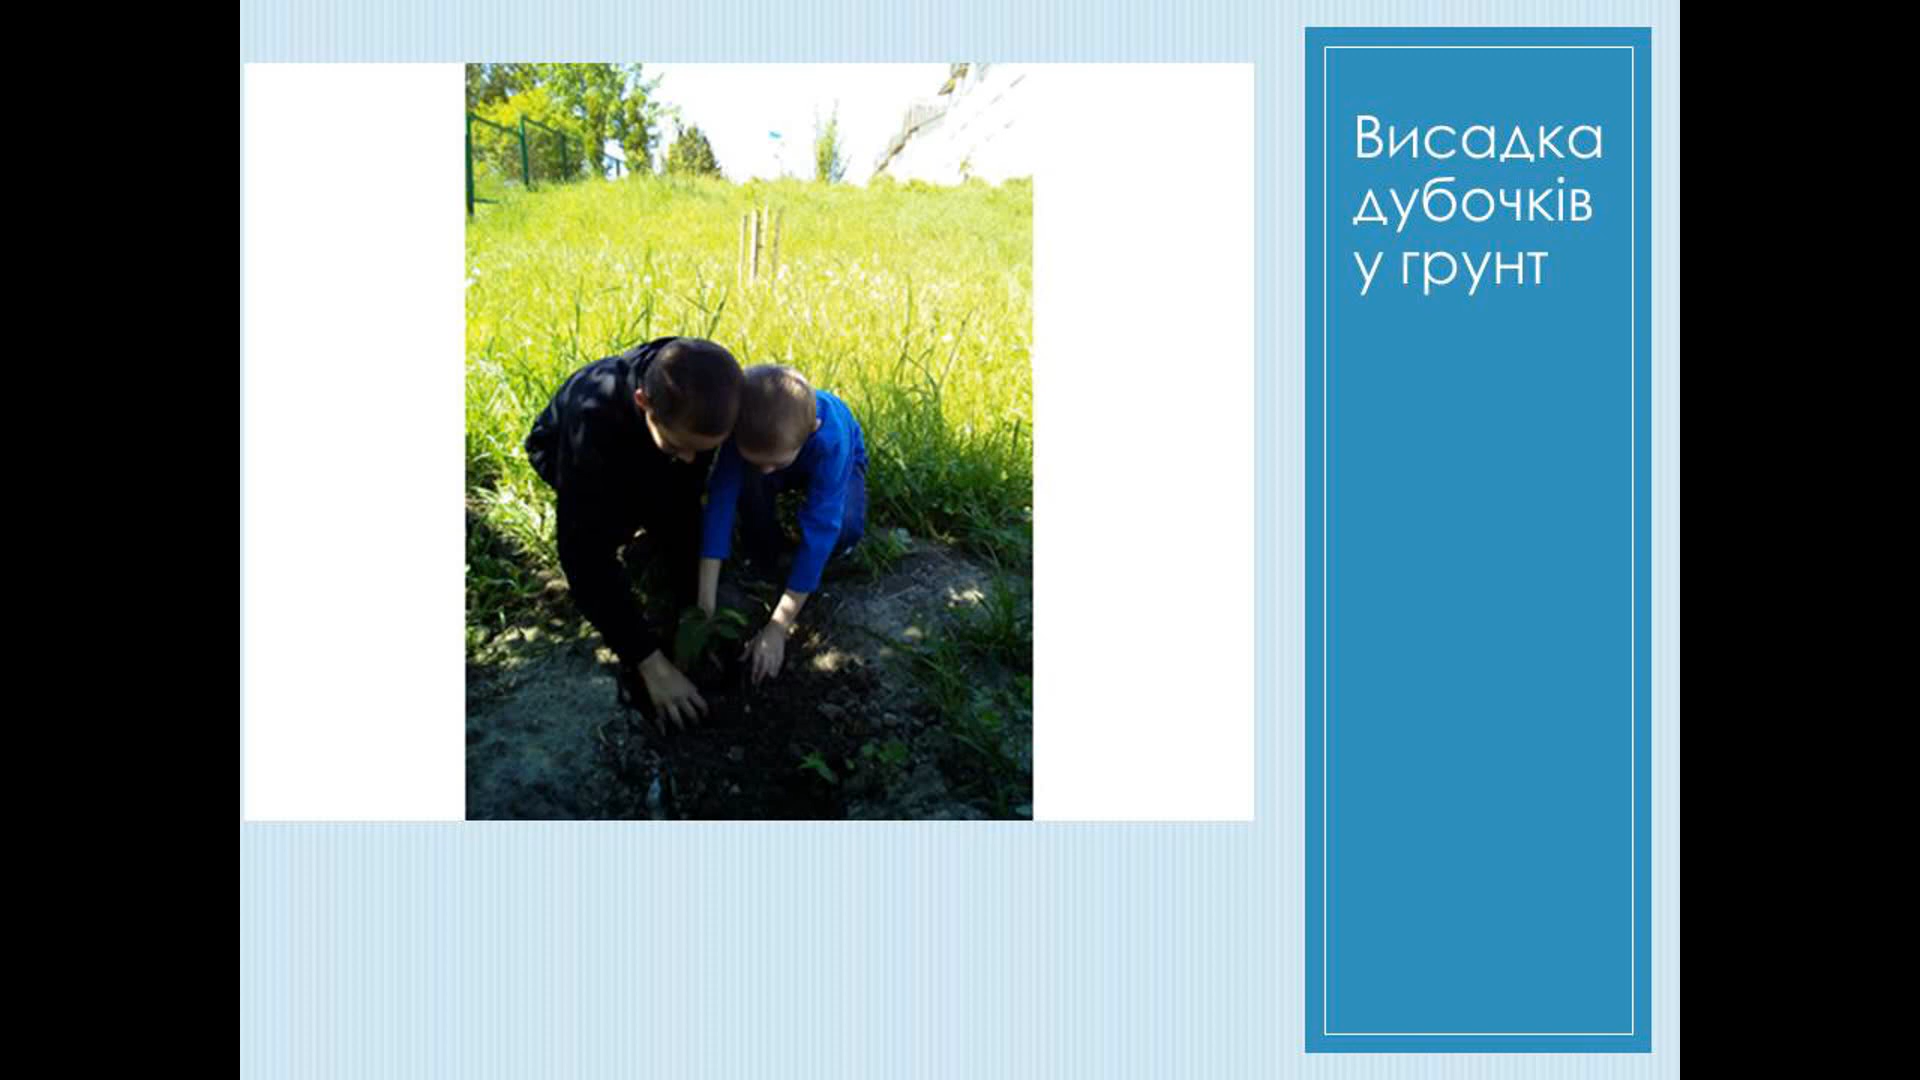 Висадка
дубочків
у грунт